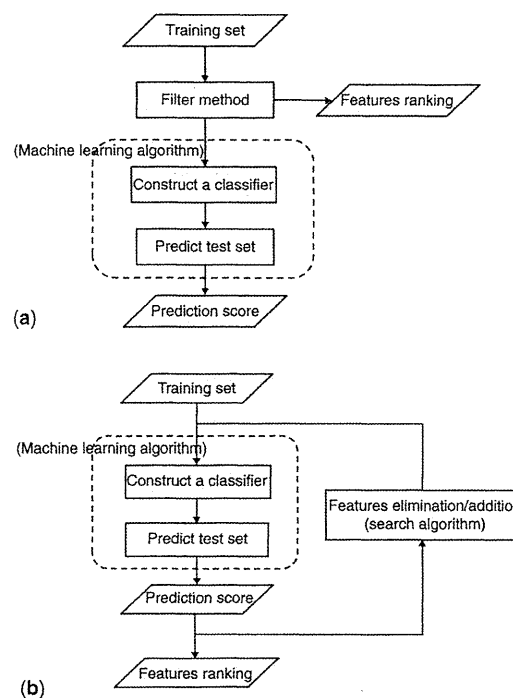 Training set
Filter method
Features ranking
(Machine learning algorithm)
Construct a classifier
Predict test set
Prediction score
(a)
Training set
(Machine learning algorithm)
Construct a classifier
Features elimination/addition
(search algorithm)
Predict test set
Prediction score
Features ranking
(b)